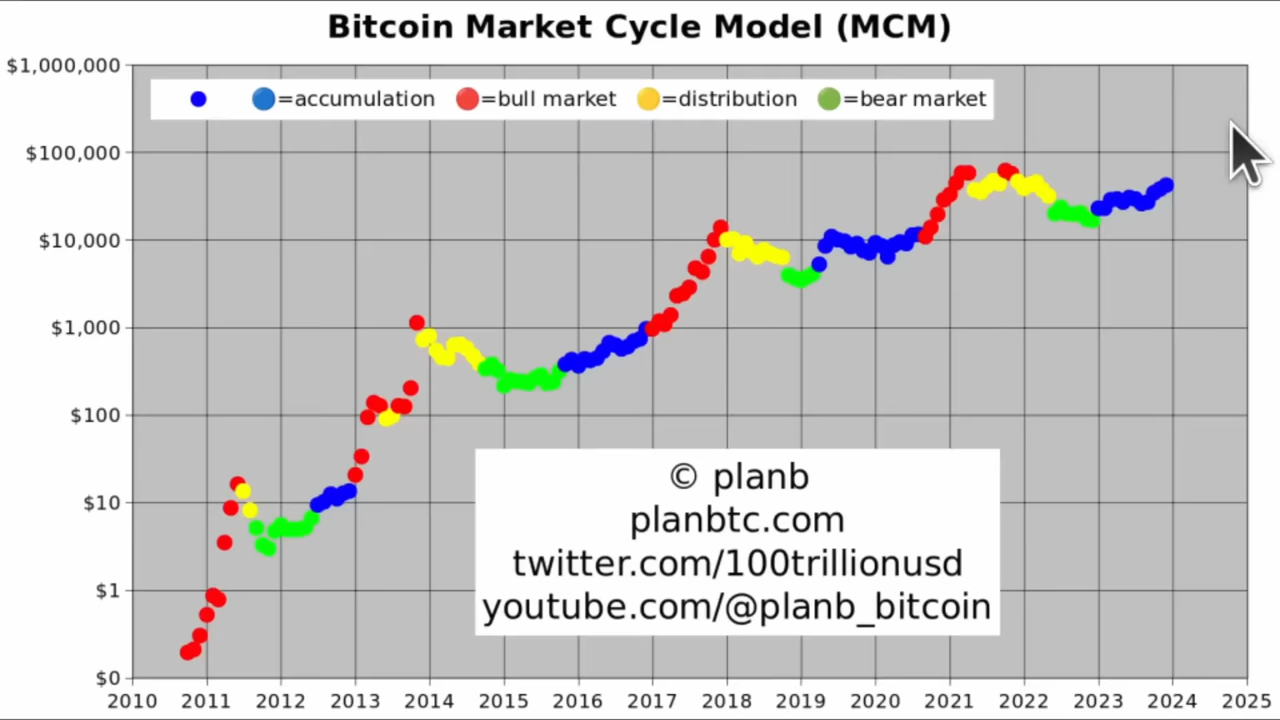 Bitcoin Market Cycle Model (MCM)
$1,000,000
=accumulation =bull market =distribution =bear market
$100,000
$10,000
$1,000
$100
$10
$1
$0
© planb
planbtc.com
twitter.com/100trillionusd
youtube.com/@planb_bitcoin
2010 2011 2012 2013 2014 2015 2016 2017 2018 2019 2020 2021 2022 2023 2024 2025